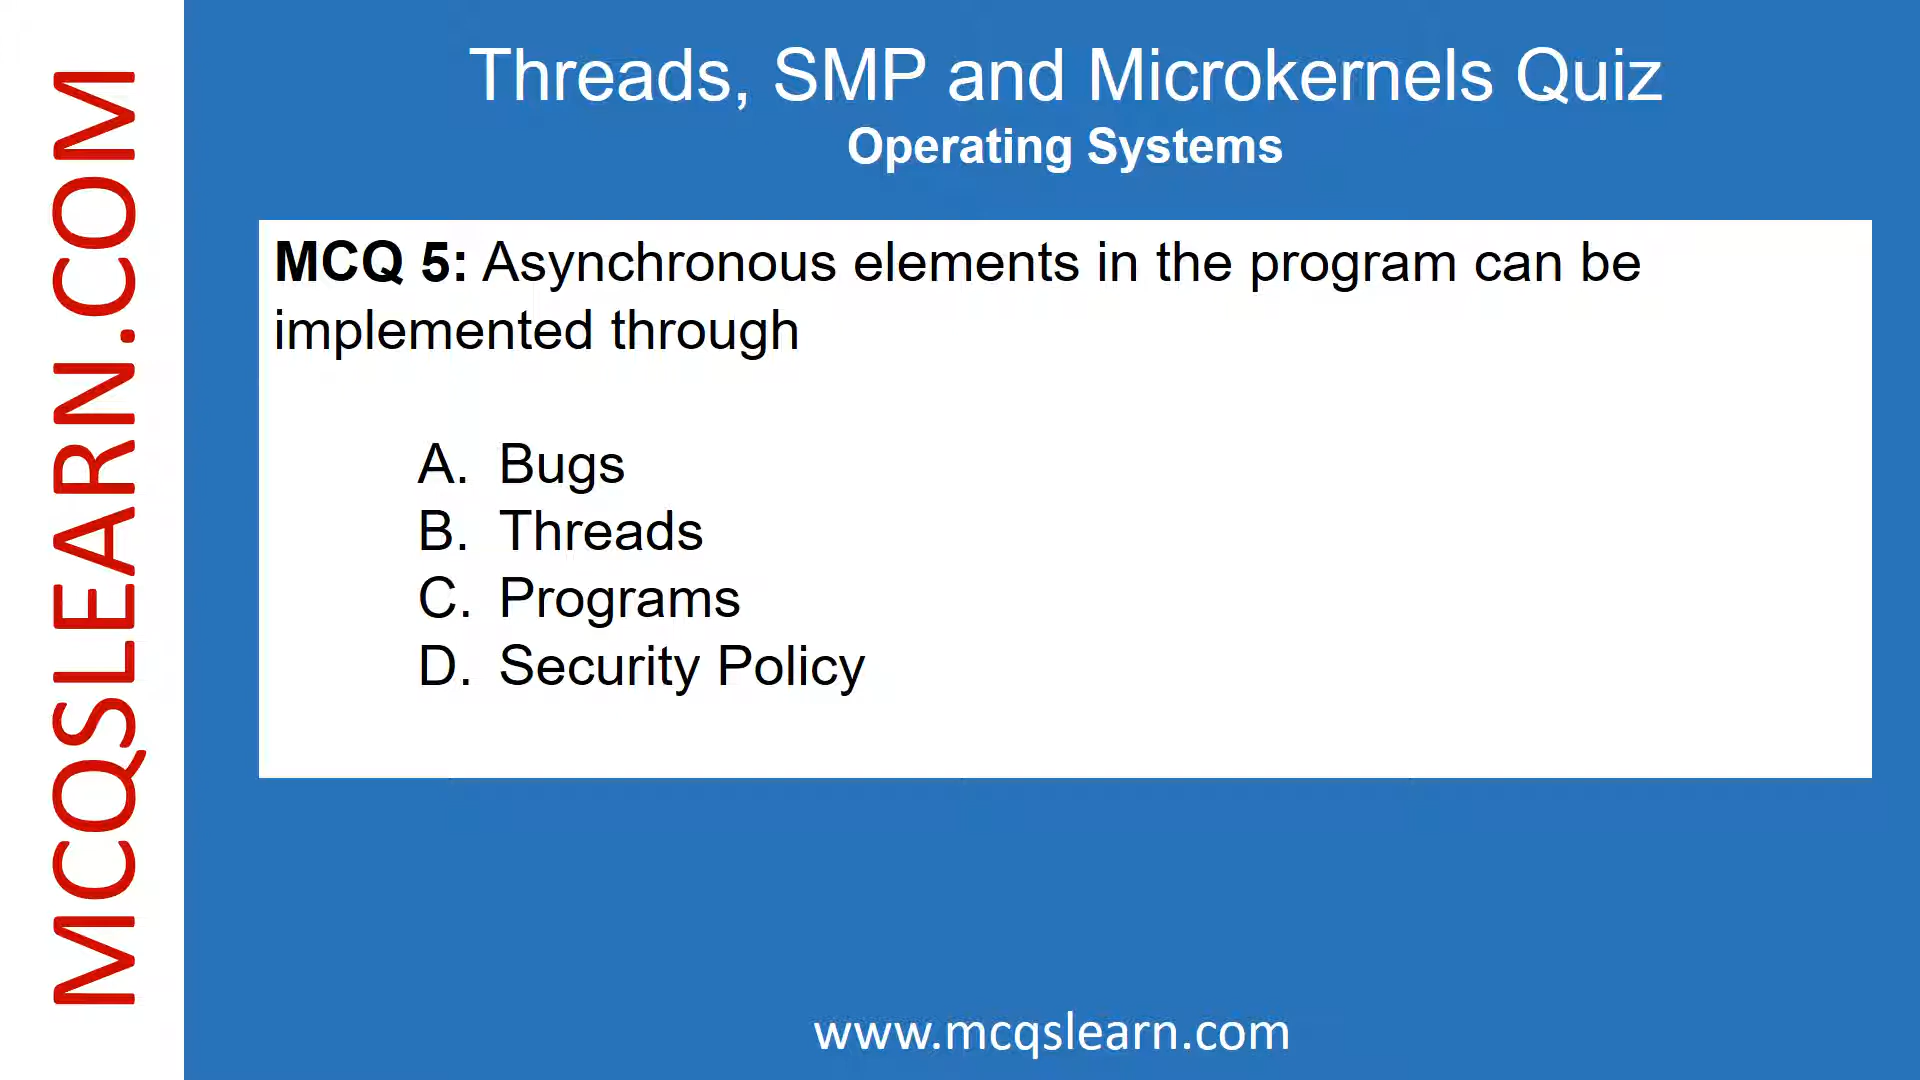 MCQSLEARN.COM
Threads, SMP and Microkernels Quiz
Operating Systems
MCQ 5: Asynchronous elements in the program can be
implemented through
A. Bugs
B. Threads
C. Programs
D. Security Policy
www.mcqslearn.com